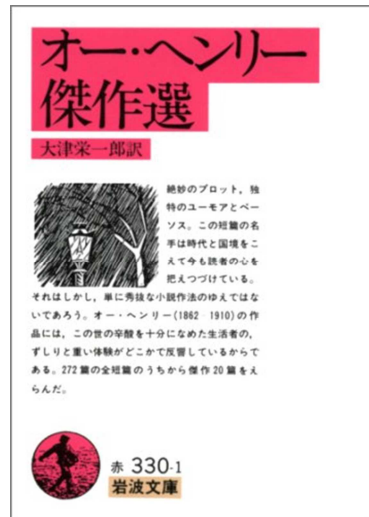 オー・ヘンリー
傑作選
大津栄一郎訳
絶妙のプロット，独
特のユーモアとペー
ソス。この短篇の名
手は時代と国境をこ
えて今も読者の心を
把えつづけている。
それはしかし，単に秀抜な小説作法のゆえではな
いであろう。オー・ヘンリー(1862-1910)の作
品には，この世の辛酸を十分になめた生活者の，
ずしりと重い体験がどこかで反響しているからで
ある。272篇の全短篇のうちから傑作20篇をえ
らんだ。
赤 330-1
岩波文庫